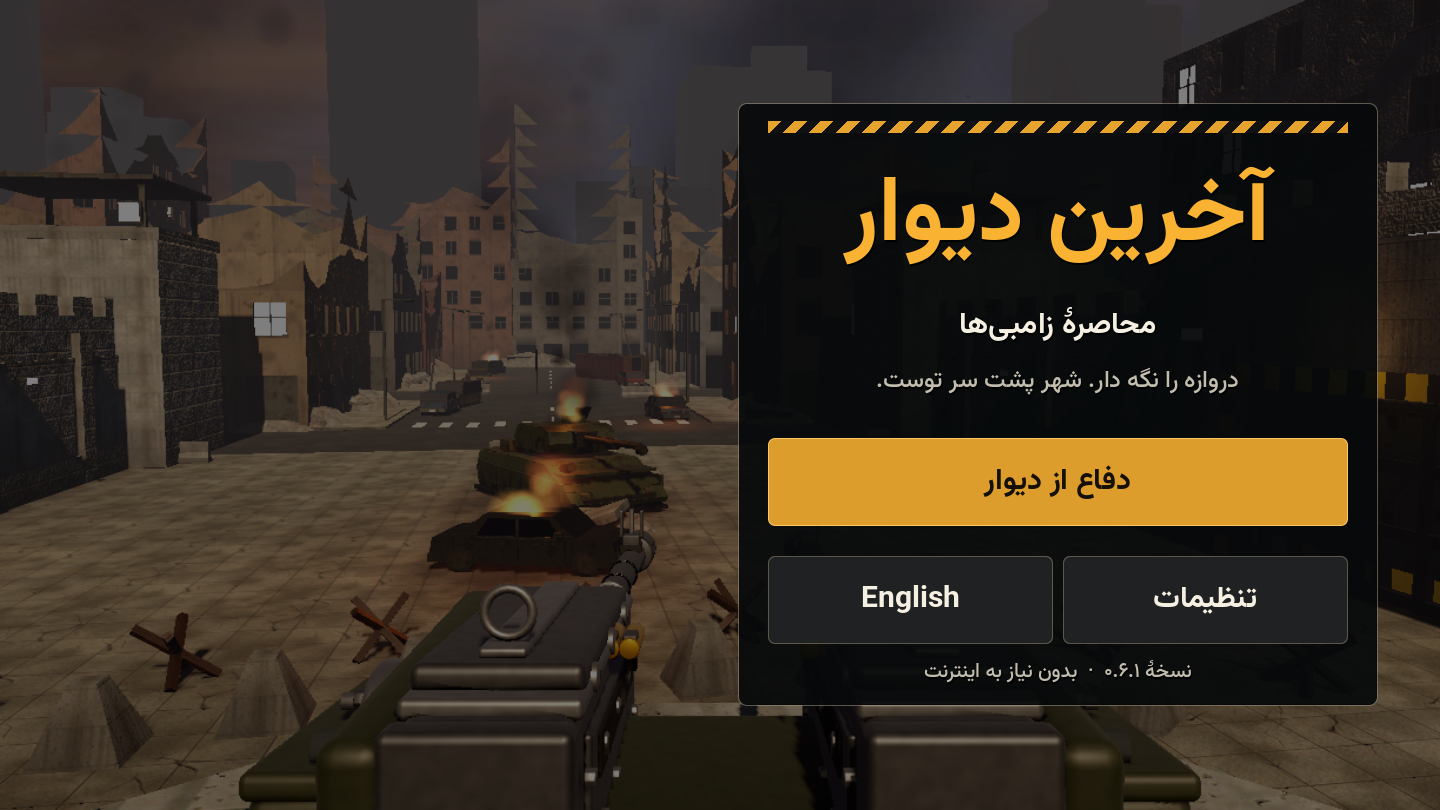 آخرین دیوار
محاصرهٔ زامبی‌ها
دروازه را نگه دار. شهر پشت سر توست.
دفاع از دیوار
تنظیمات
English
نسخهٔ ۰.۶.۱ · بدون نیاز به اینترنت